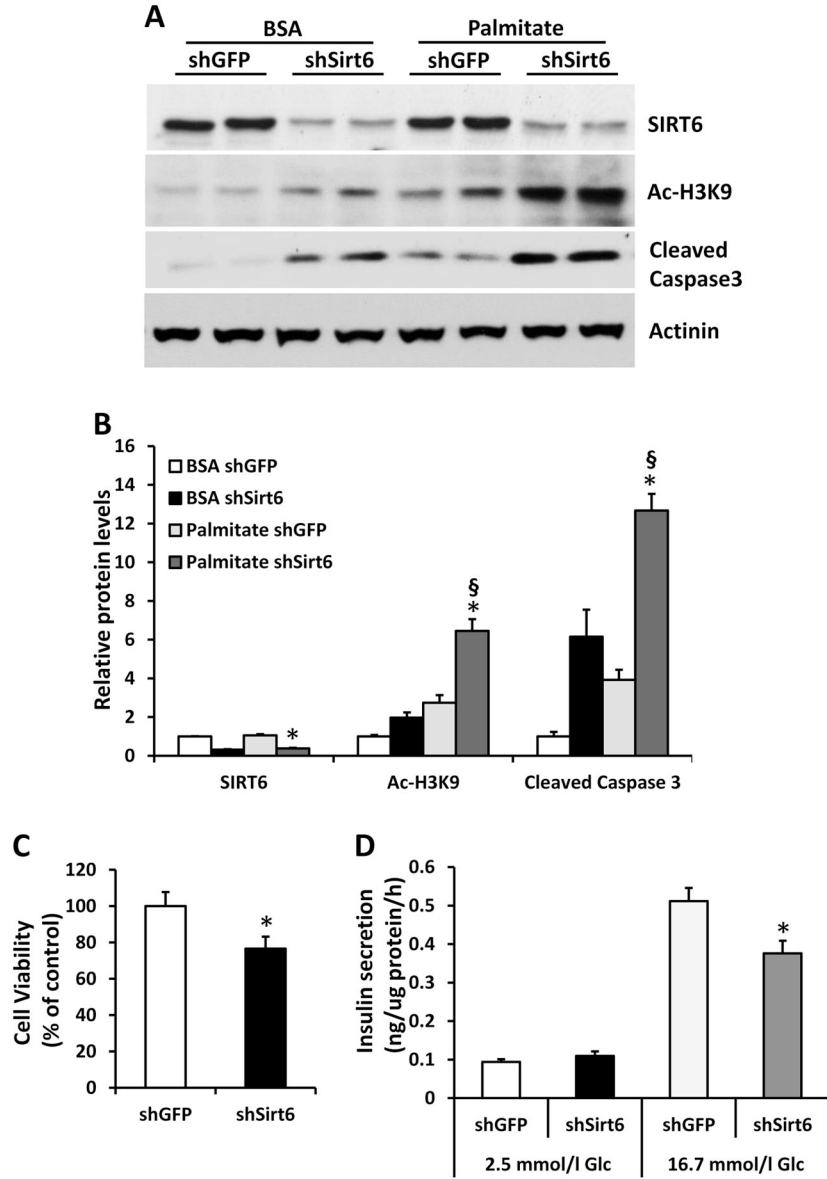 A
BSA Palmitate
shGFP shSirt6 shGFP shSirt6
SIRT6
Ac-H3K9
Cleaved
Caspase3
Actinin
B
Relative protein levels
16
14
12
10
8
6
4
2
0
BSA shGFP
BSA shSirt6
Palmitate shGFP
Palmitate shSirt6
*
§
*
§
*
SIRT6 Ac-H3K9 Cleaved Caspase 3
C
Cell Viability
(% of control)
120
100
80
60
40
20
0
*
shGFP shSirt6
D
Insulin secretion
(ng/ug protein/h)
0.6
0.5
0.4
0.3
0.2
0.1
0
*
shGFP shSirt6 shGFP shSirt6
2.5 mmol/l Glc 16.7 mmol/l Glc